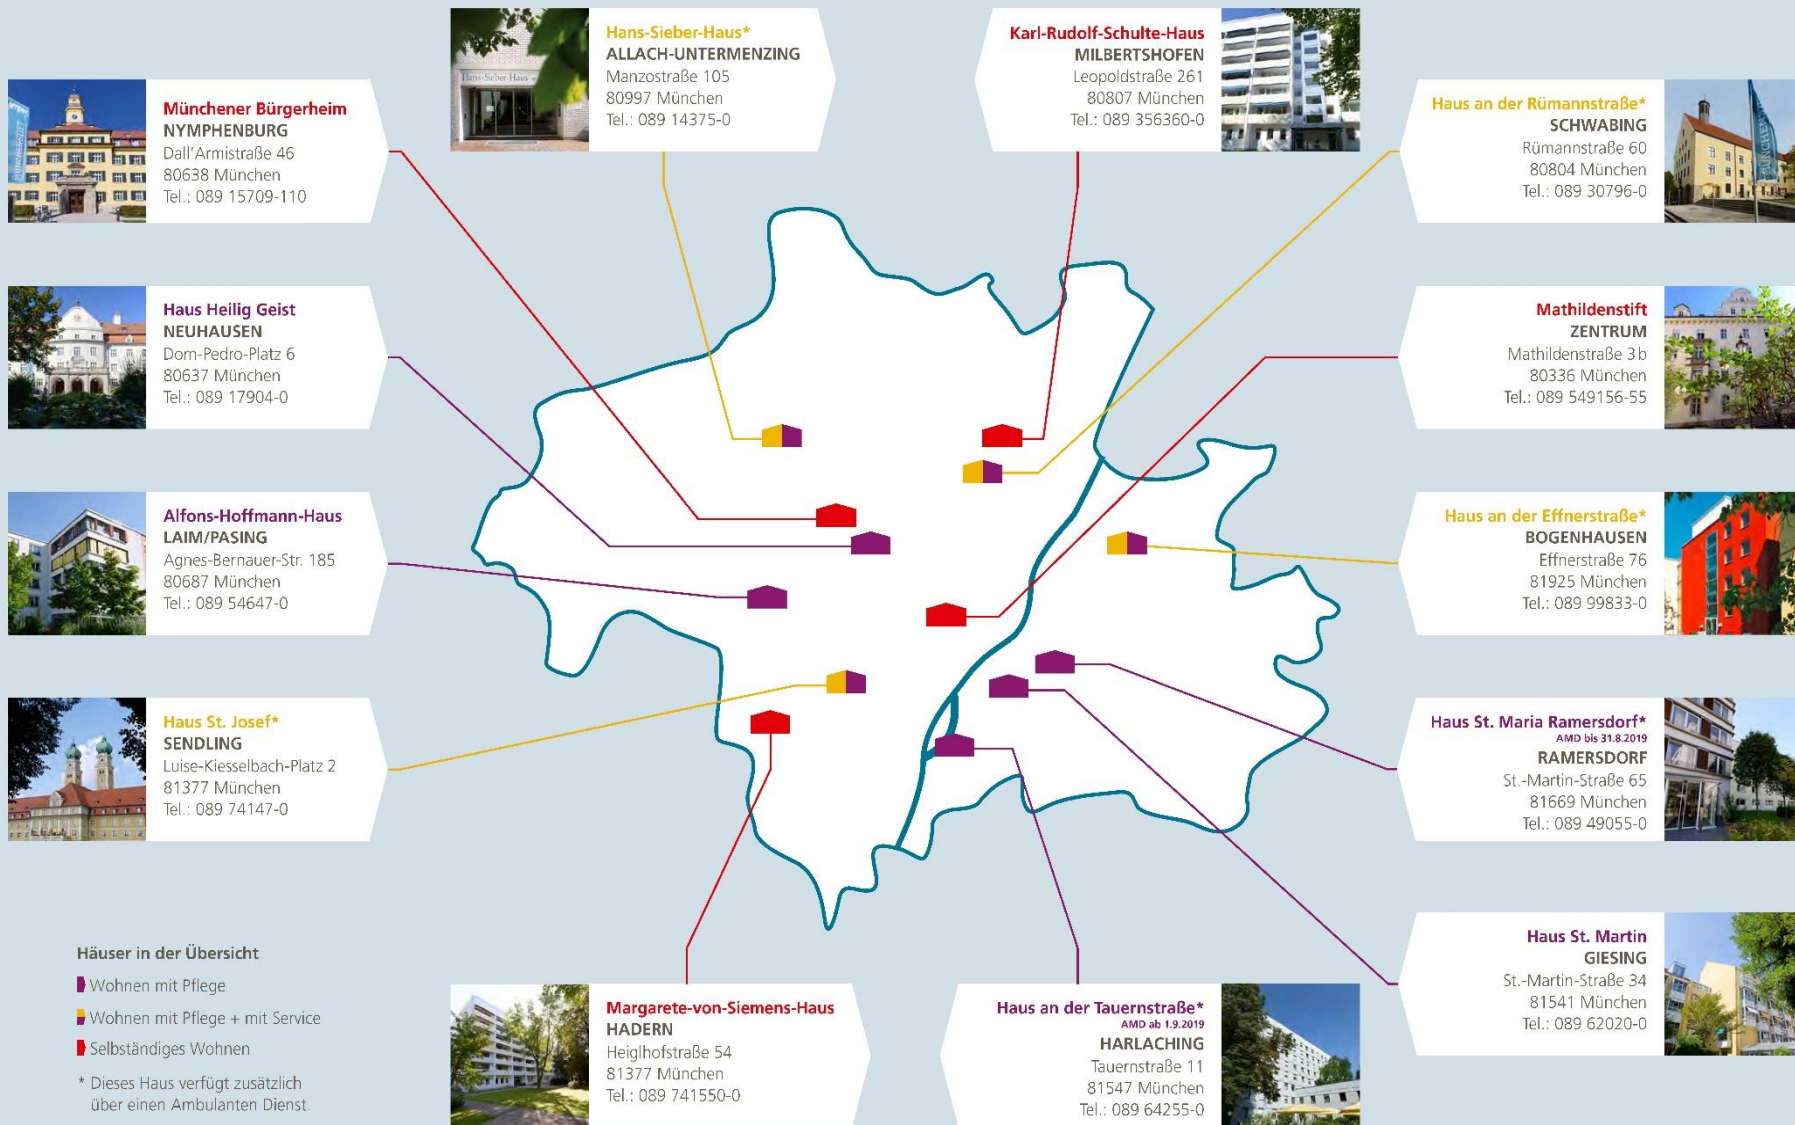 Hans-Sieber-Haus*
ALLACH-UNTERMENZING
Manzostraße 105
80997 München
Tel.: 089 14375-0
Hans-Sieber-Haus
Karl-Rudolf-Schulte-Haus
MILBERTSHOFEN
Leopoldstraße 261
80807 München
Tel.: 089 356360-0
Münchener Bürgerheim
NYMPHENBURG
Dall'Armistraße 46
80638 München
Tel.: 089 15709-110
Haus an der Rümannstraße*
SCHWABING
Rümannstraße 60
80804 München
Tel.: 089 30796-0
Haus Heilig Geist
NEUHAUSEN
Dom-Pedro-Platz 6
80637 München
Tel.: 089 17904-0
Mathildenstift
ZENTRUM
Mathildenstraße 3b
80336 München
Tel.: 089 549156-55
Alfons-Hoffmann-Haus
LAIM/PASING
Agnes-Bernauer-Str. 185
80687 München
Tel.: 089 54647-0
Haus an der Effnerstraße*
BOGENHAUSEN
Effnerstraße 76
81925 München
Tel.: 089 99833-0
Haus St. Josef*
SENDLING
Luise-Kiesselbach-Platz 2
81377 München
Tel.: 089 74147-0
Haus St. Maria Ramersdorf*
AMD bis 31.8.2019
RAMERSDORF
St.-Martin-Straße 65
81669 München
Tel.: 089 49055-0
Haus St. Martin
GIESING
St.-Martin-Straße 34
81541 München
Tel.: 089 62020-0
Häuser in der Übersicht
Wohnen mit Pflege
Wohnen mit Pflege + mit Service
Selbständiges Wohnen
* Dieses Haus verfügt zusätzlich
über einen Ambulanten Dienst.
Margarete-von-Siemens-Haus
HADERN
Heiglhofstraße 54
81377 München
Tel.: 089 741550-0
Haus an der Tauernstraße*
AMD ab 1.9.2019
HARLACHING
Tauernstraße 11
81547 München
Tel.: 089 64255-0